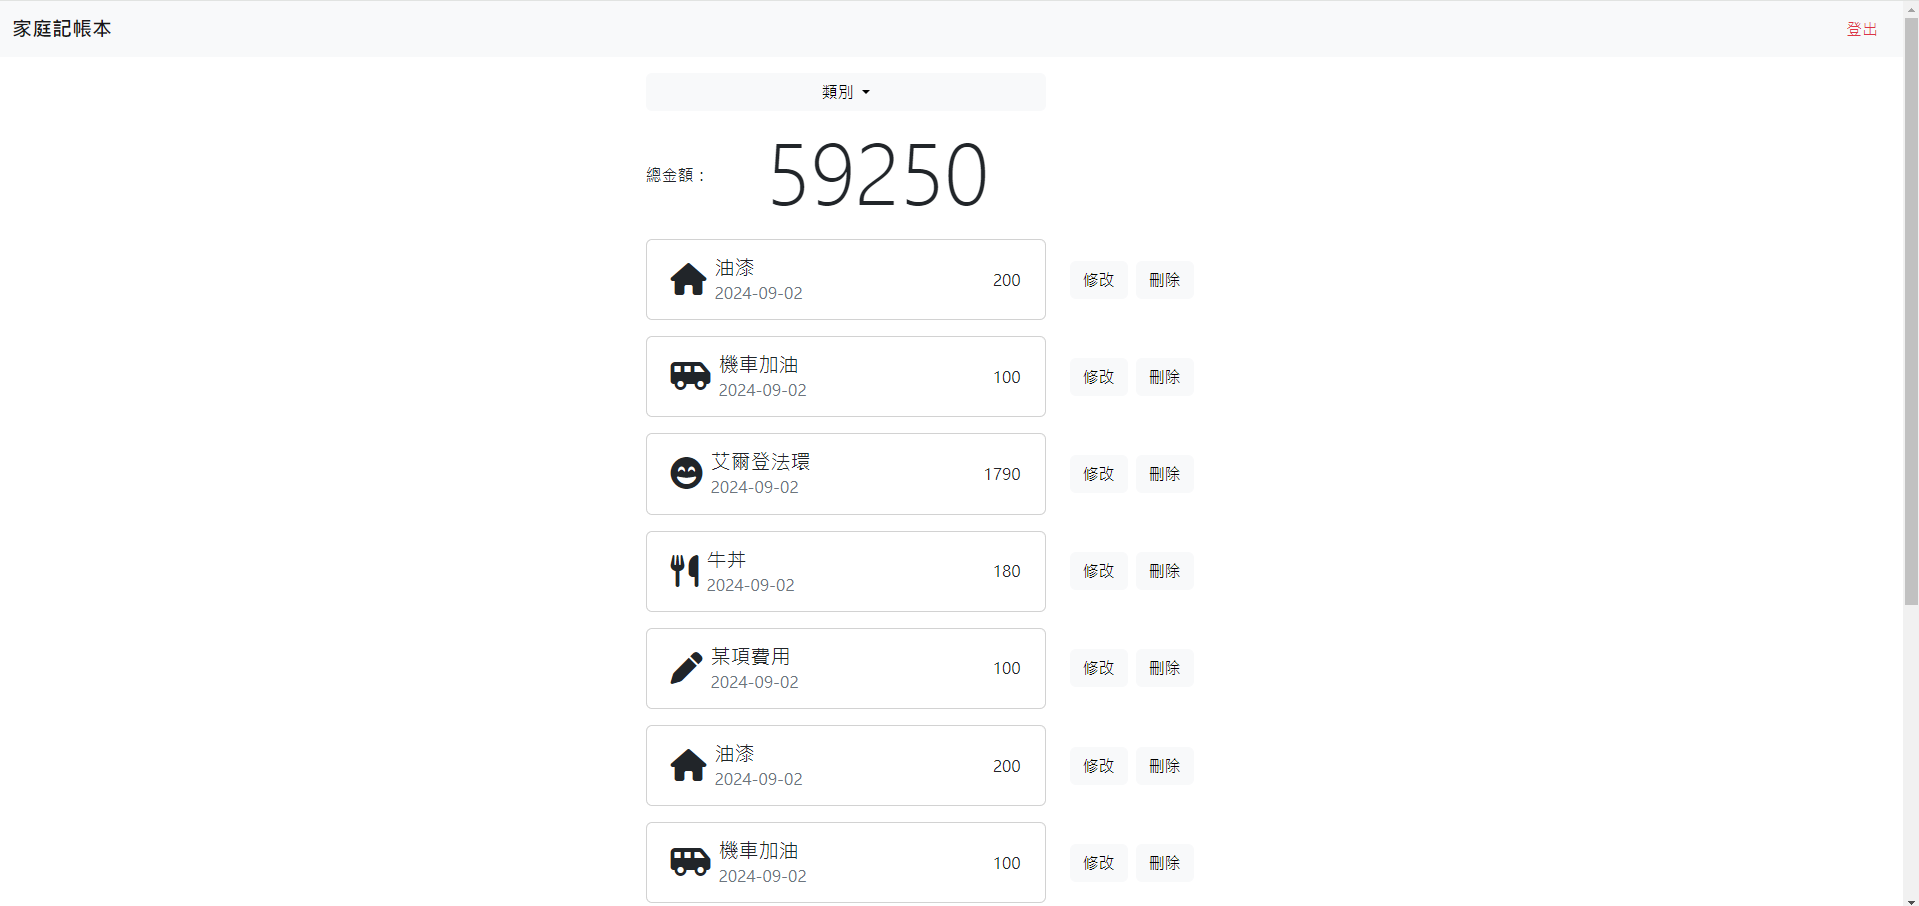 家庭記帳本
登出
類別
總金額：
59250
油漆
2024-09-02
200
修改
刪除
機車加油
2024-09-02
100
修改
刪除
艾爾登法環
2024-09-02
1790
修改
刪除
牛丼
2024-09-02
180
修改
刪除
某項費用
2024-09-02
100
修改
刪除
油漆
2024-09-02
200
修改
刪除
機車加油
2024-09-02
100
修改
刪除